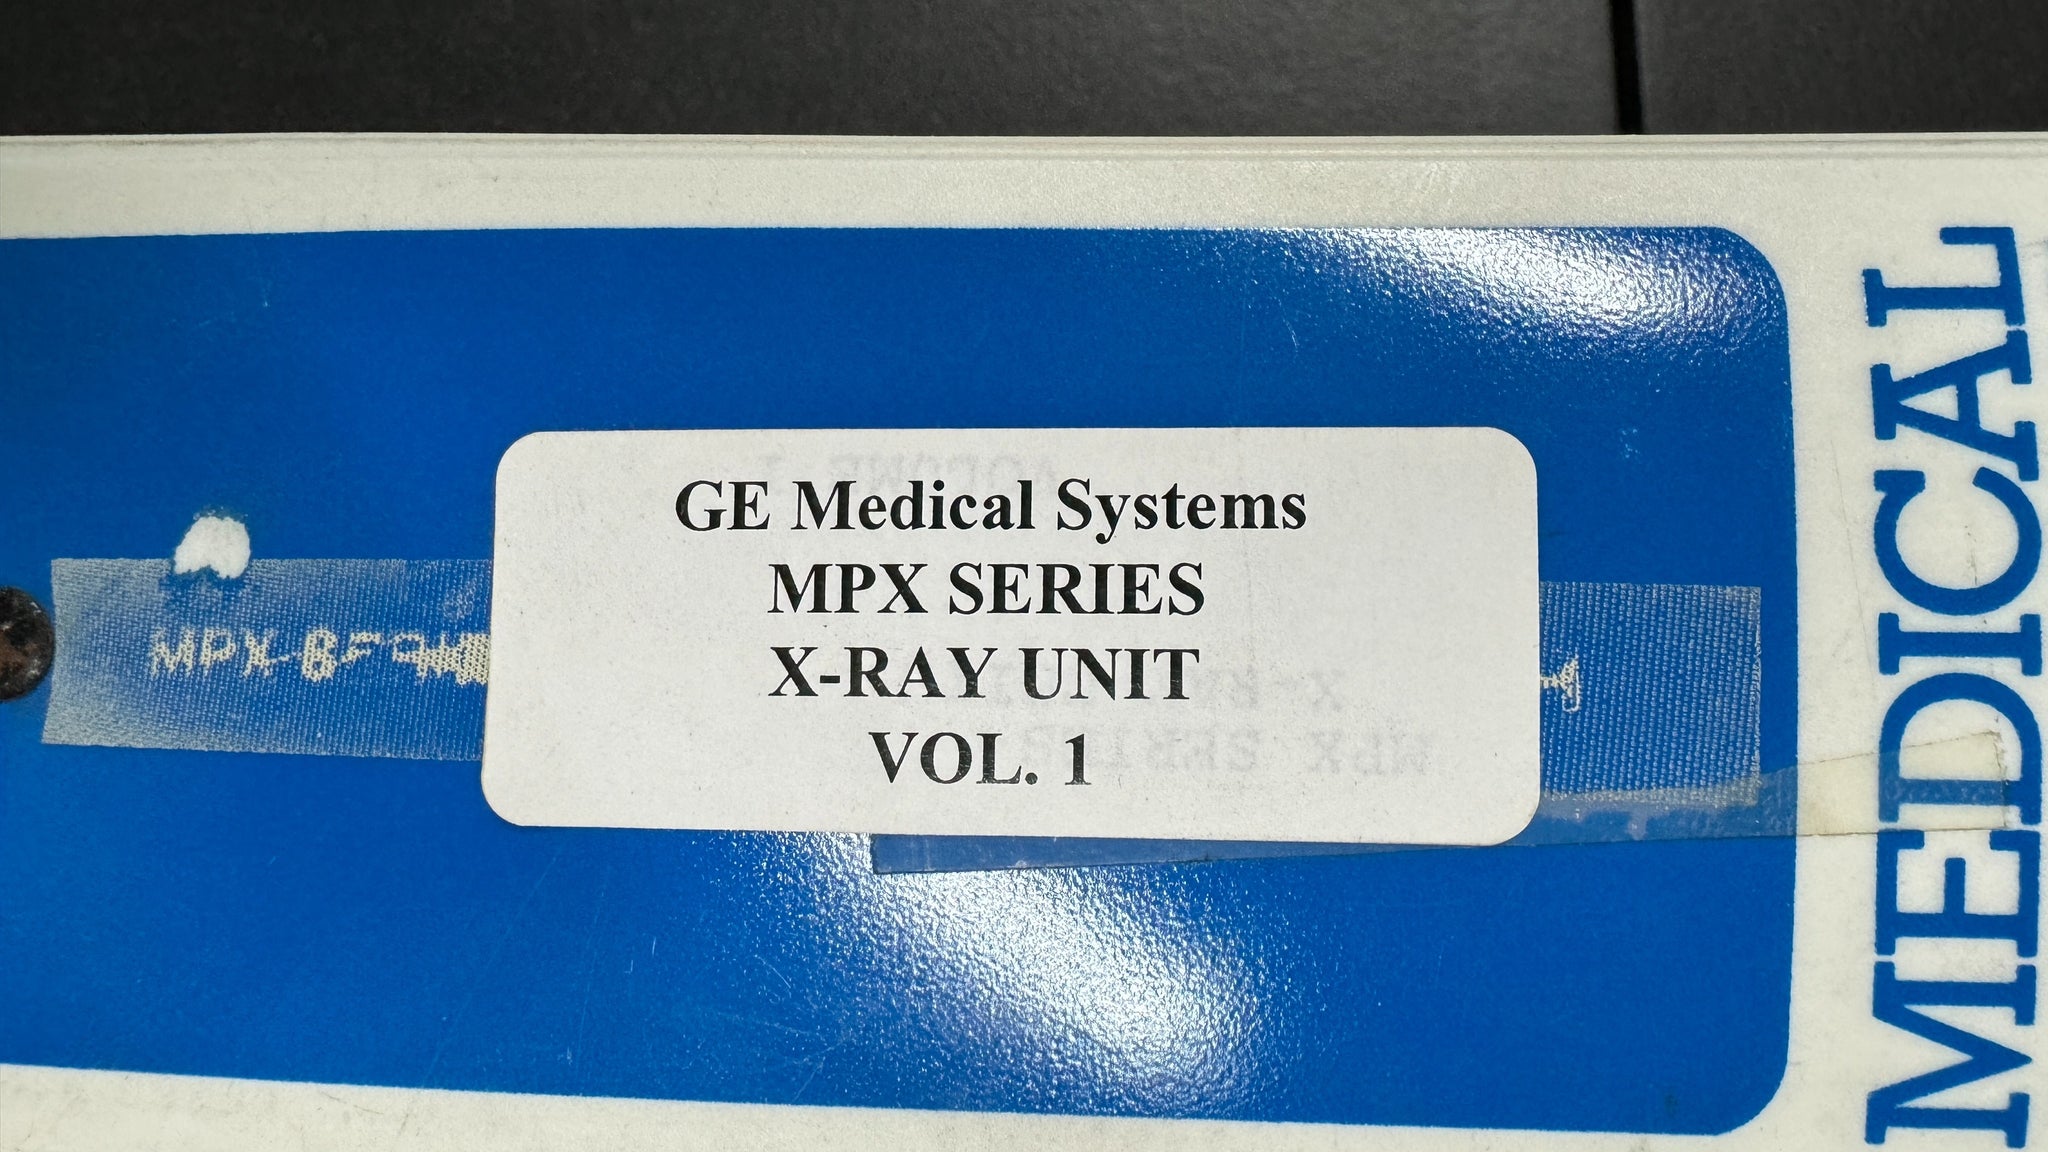 GE Medical Systems
MPX SERIES
X-RAY UNIT
VOL. 1
MEDICAL